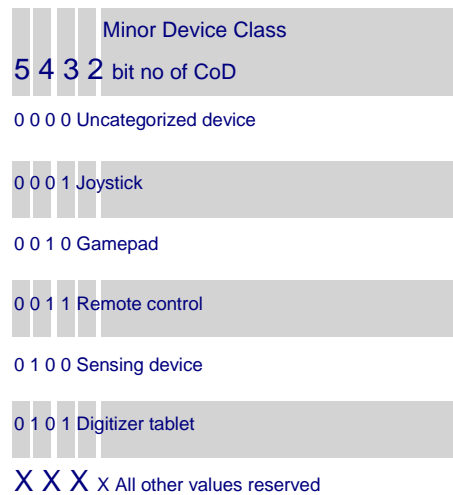 Minor Device Class
5 4 3 2 bit no of CoD
0 0 0 0 Uncategorized device
0 0 0 1 Joystick
0 0 1 0 Gamepad
0 0 1 1 Remote control
0 1 0 0 Sensing device
0 1 0 1 Digitizer tablet
X X X X All other values reserved